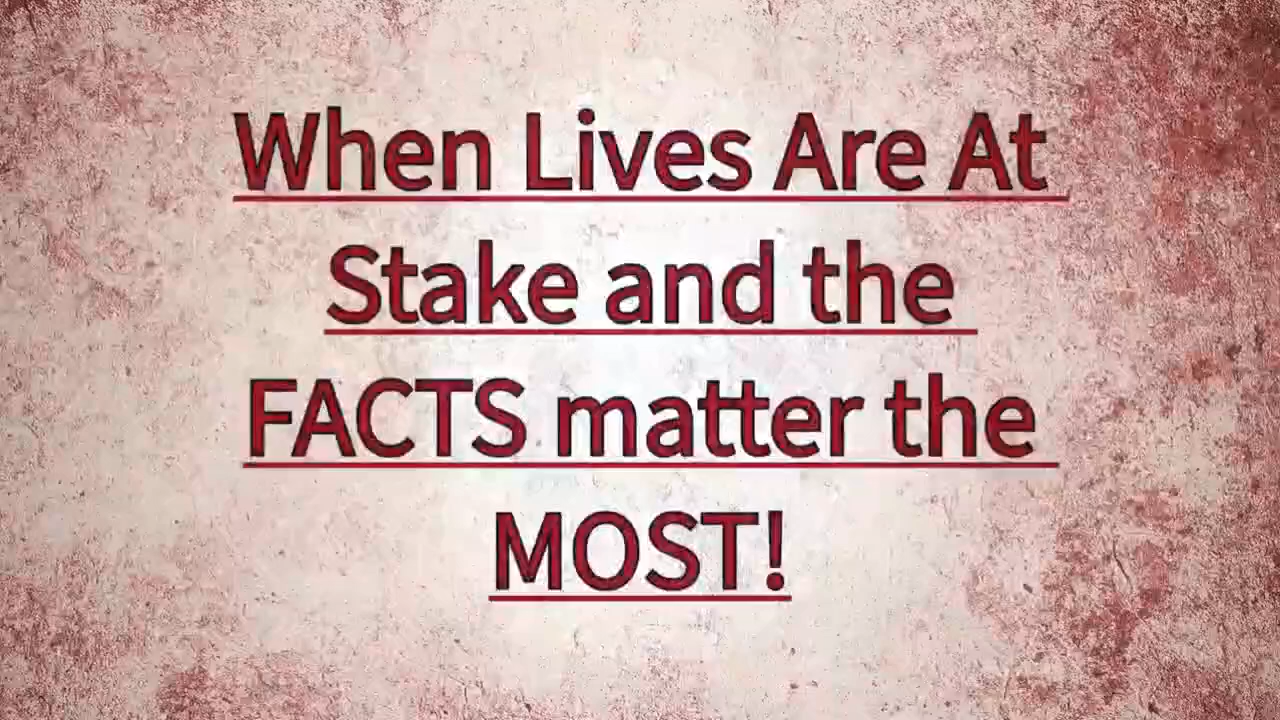 When Lives Are At
Stake and the
FACTS matter the
MOST!